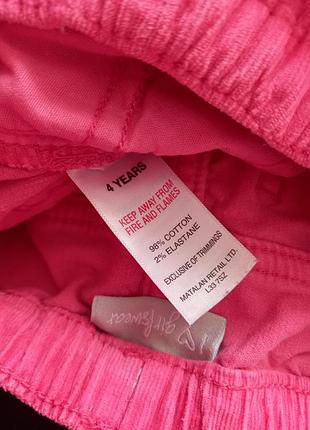 4 YEARS
KEEP AWAY FROM
FIRE AND FLAMES
98% COTTON
2% ELASTANE
EXCLUSIVE OF TRIMMINGS
MATALAN RETAIL LTD.
L33 7SZ
girlswear